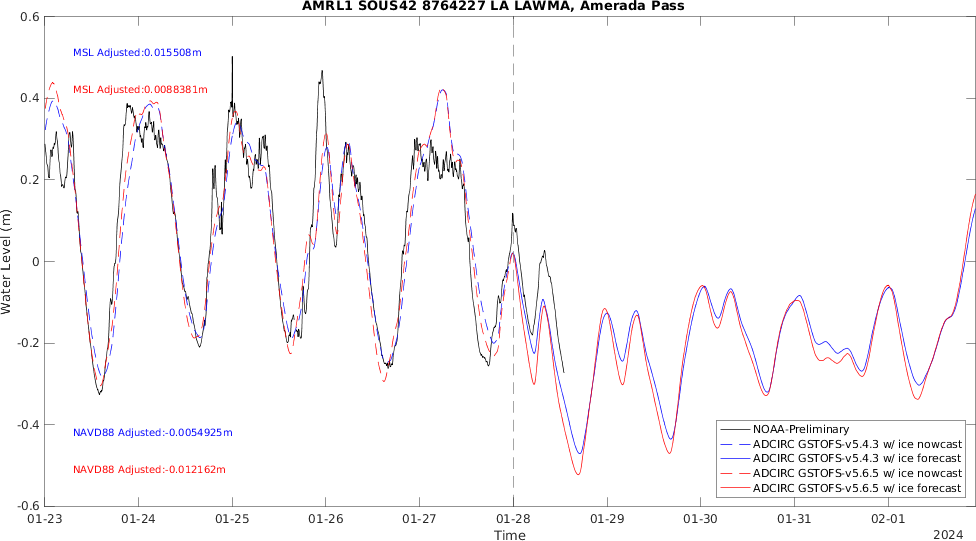 AMRL1 SOUS42 8764227 LA LAWMA, Amerada Pass
0.6
0.4
0.2
0
-0.2
-0.4
-0.6
Water Level (m)
MSL Adjusted:0.015508m
MSL Adjusted:0.0088381m
NAVD88 Adjusted:-0.0054925m
NAVD88 Adjusted:-0.012162m
NOAA-Preliminary
ADCIRC GSTOFS-v5.4.3 w/ ice nowcast
ADCIRC GSTOFS-v5.4.3 w/ ice forecast
ADCIRC GSTOFS-v5.6.5 w/ ice nowcast
ADCIRC GSTOFS-v5.6.5 w/ ice forecast
01-23 01-24 01-25 01-26 01-27 01-28 01-29 01-30 01-31 02-01
Time
2024